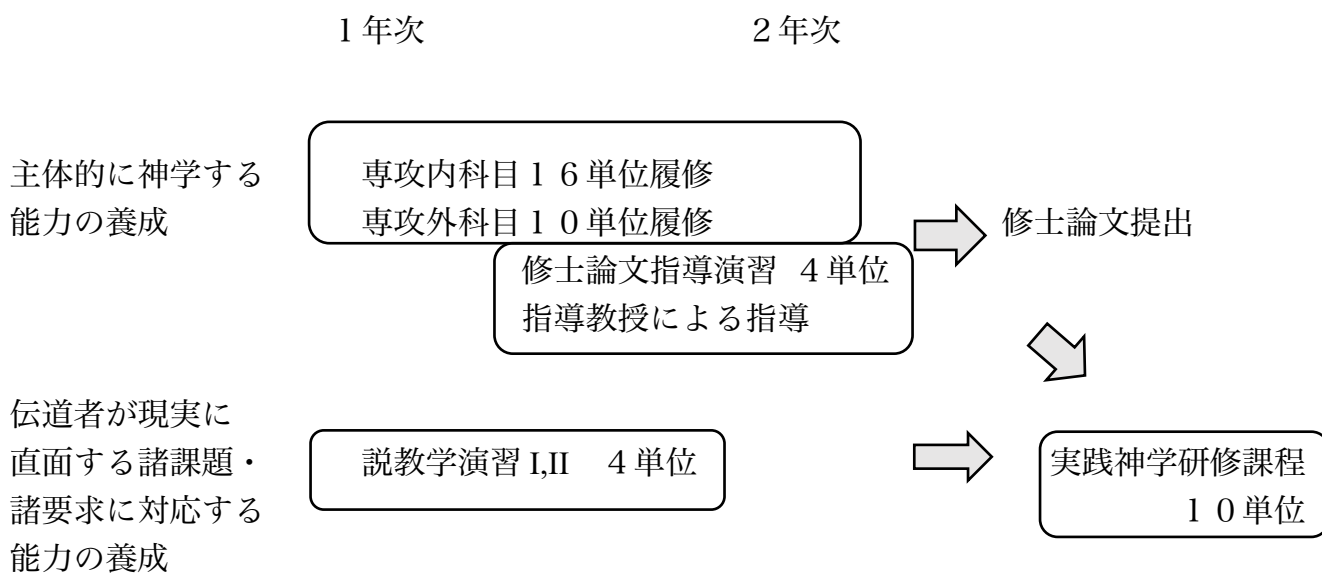 １年次
２年次
主体的に神学する
能力の養成
専攻内科目１６単位履修
専攻外科目１０単位履修
修士論文指導演習 ４単位
指導教授による指導
修士論文提出
伝道者が現実に
直面する諸課題・
諸要求に対応する
能力の養成
説教学演習 I,II ４単位
実践神学研修課程
１０単位